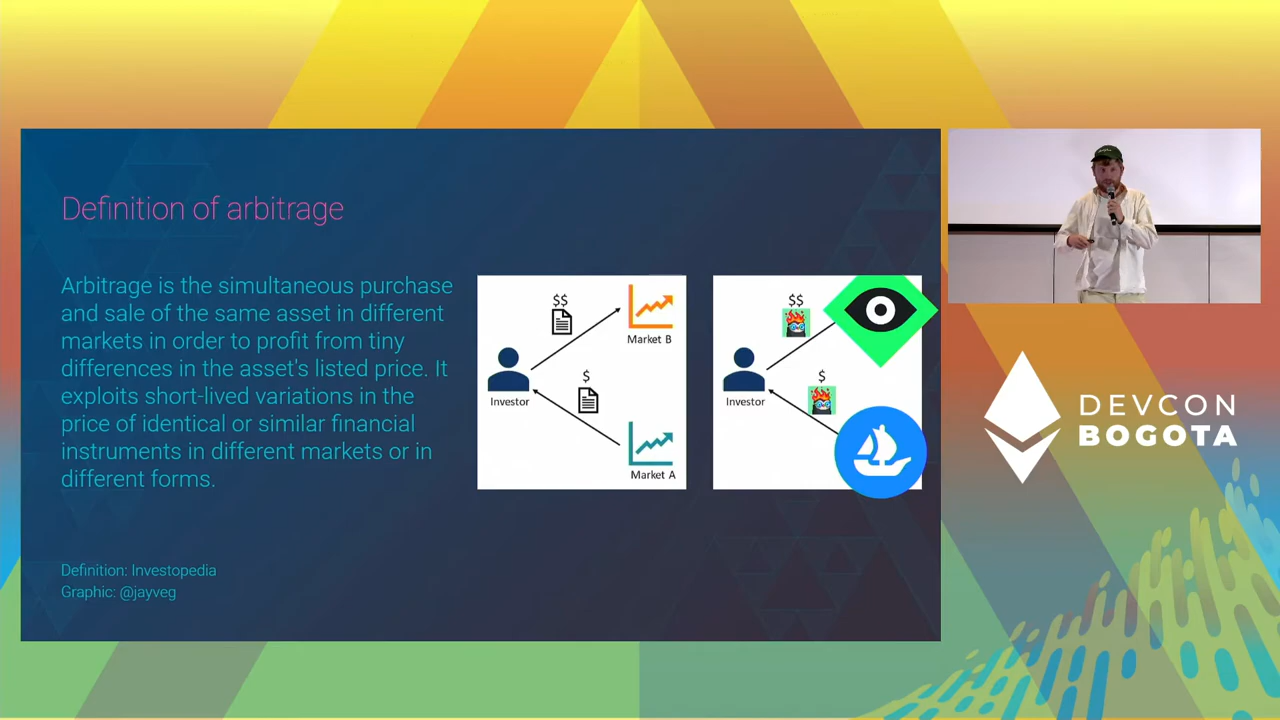 Definition of arbitrage
Arbitrage is the simultaneous purchase
and sale of the same asset in different
markets in order to profit from tiny
differences in the asset's listed price. It
exploits short-lived variations in the
price of identical or similar financial
instruments in different markets or in
different forms.
Definition: Investopedia
Graphic: @jayveg
$$
Market B
Investor
$
Market A
$$
Investor
$
DEVCON
BOGOTA